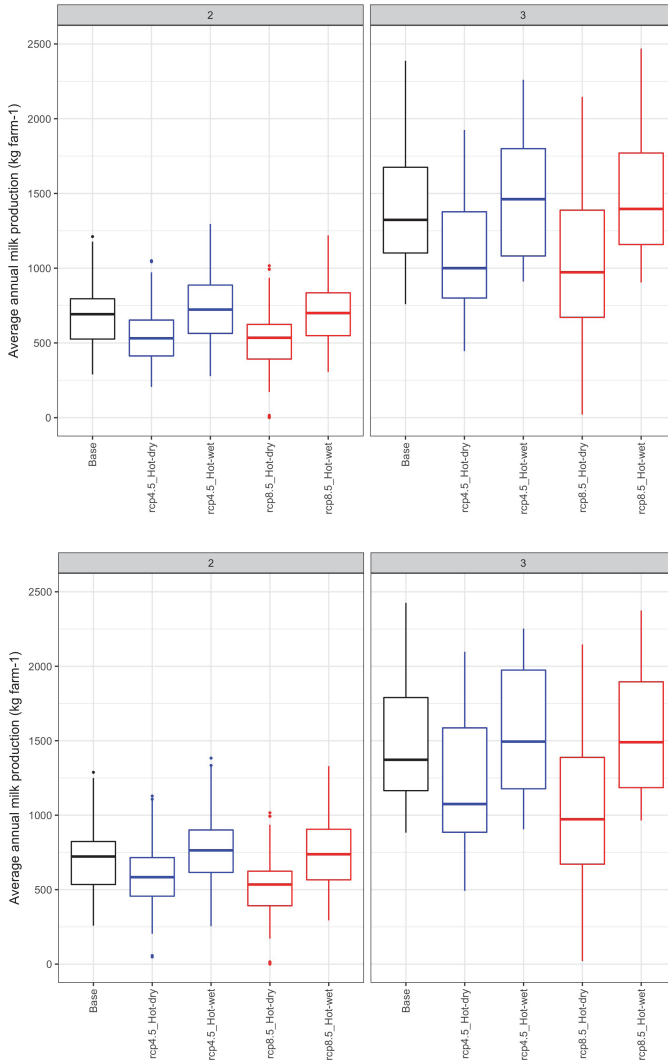 2
3
Average annual milk production (kg farm-1)
2500
2000
1500
1000
500
0
Base
rcp4.5_Hot-dry
rcp4.5_Hot-wet
rcp8.5_Hot-dry
rcp8.5_Hot-wet
Base
rcp4.5_Hot-dry
rcp4.5_Hot-wet
rcp8.5_Hot-dry
rcp8.5_Hot-wet
2
3
Average annual milk production (kg farm-1)
2500
2000
1500
1000
500
0
Base
rcp4.5_Hot-dry
rcp4.5_Hot-wet
rcp8.5_Hot-dry
rcp8.5_Hot-wet
Base
rcp4.5_Hot-dry
rcp4.5_Hot-wet
rcp8.5_Hot-dry
rcp8.5_Hot-wet